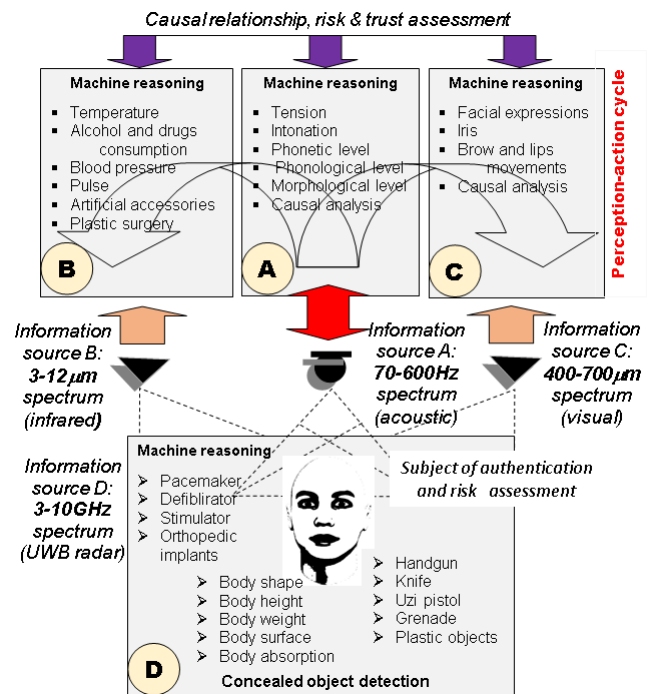 Causal relationship, risk & trust assessment
Machine reasoning
▪ Temperature
▪ Alcohol and drugs
consumption
▪ Blood pressure
▪ Pulse
▪ Artificial accessories
▪ Plastic surgery
B
Machine reasoning
▪ Tension
▪ Intonation
▪ Phonetic level
▪ Phonological level
▪ Morphological level
▪ Causal analysis
A
Machine reasoning
▪ Facial expressions
▪ Iris
▪ Brow and lips
movements
▪ Causal analysis
C
Perception-action cycle
Information
source B:
3-12μm
spectrum
(infrared)
Information
source A:
70-600Hz
spectrum
(acoustic)
Information
source C:
400-700μm
spectrum
(visual)
Information
source D:
3-10GHz
spectrum
(UWB radar)
Machine reasoning
➢ Pacemaker
➢ Defiblirator
➢ Stimulator
➢ Orthopedic
implants
Subject of authentication
and risk assessment
➢ Body shape
➢ Body height
➢ Body weight
➢ Body surface
➢ Body absorption
➢ Handgun
➢ Knife
➢ Uzi pistol
➢ Grenade
➢ Plastic objects
D
Concealed object detection